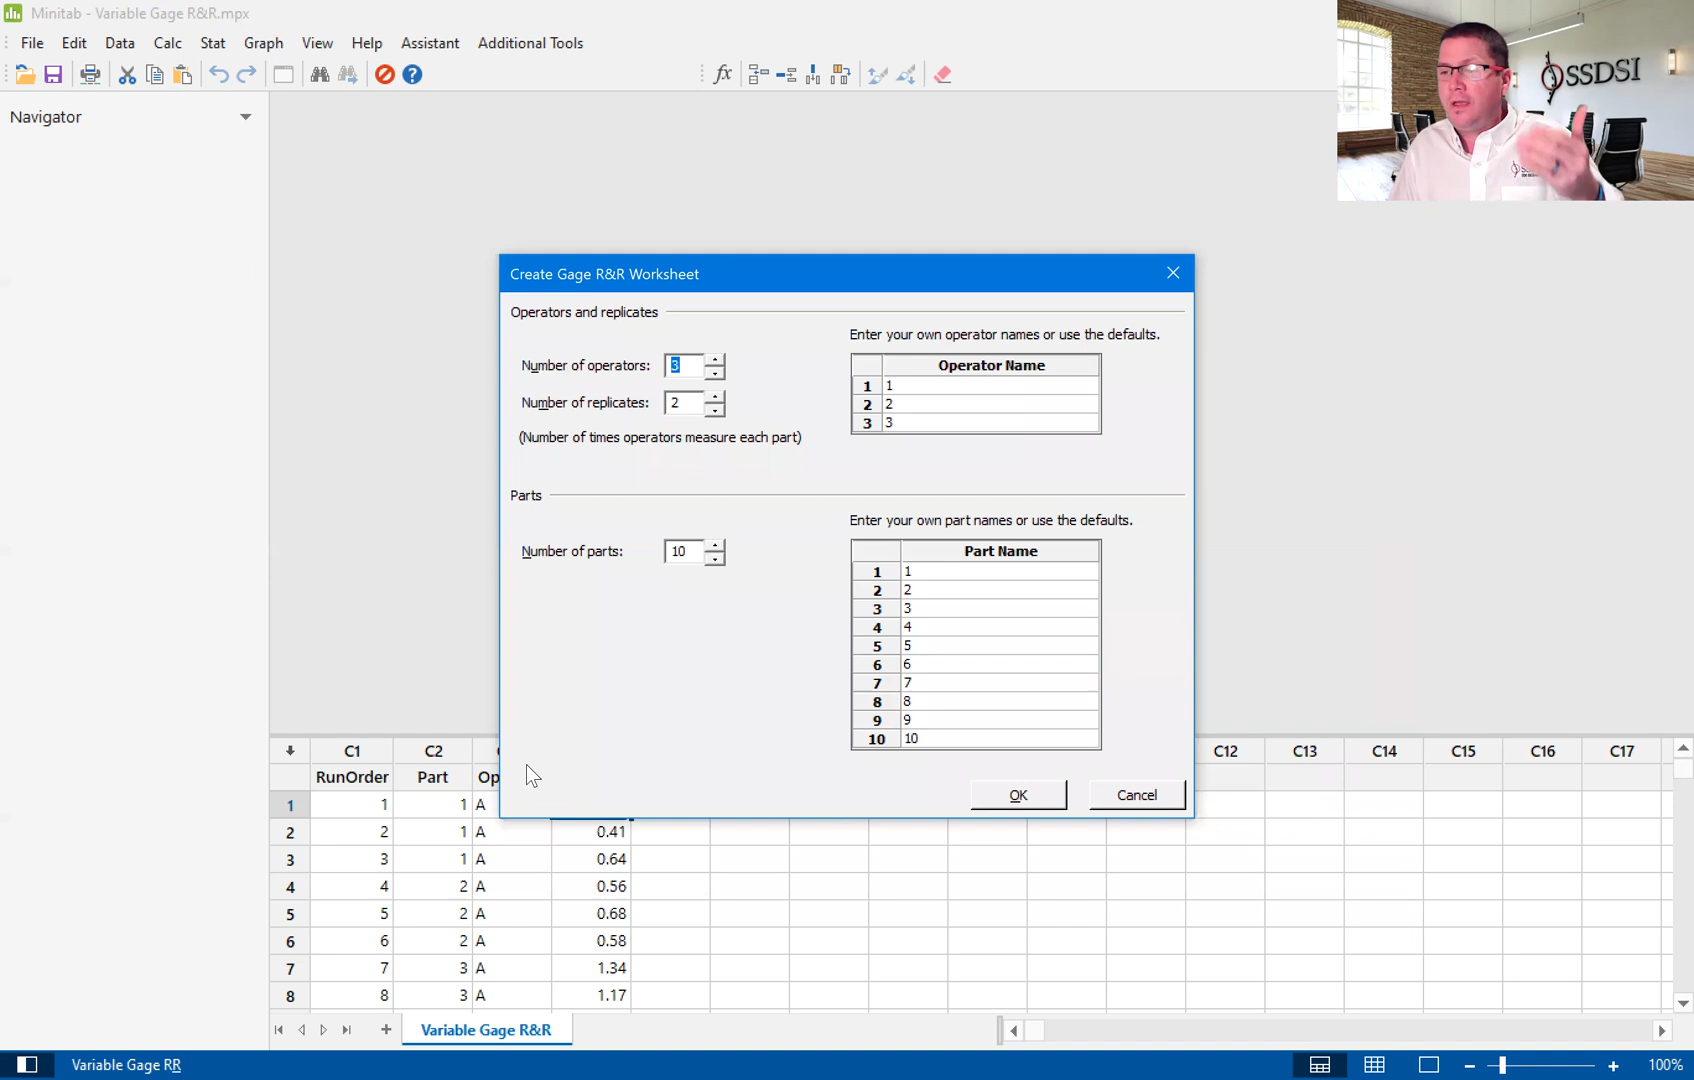 Minitab - Variable Gage R&R.mpx
File Edit Data Calc Stat Graph View Help Assistant Additional Tools
Navigator
SSDSI
Create Gage R&R Worksheet
Operators and replicates
Enter your own operator names or use the defaults.
Number of operators: 3
Number of replicates: 2
(Number of times operators measure each part)
Operator Name
1 1
2 2
3 3
Parts
Enter your own part names or use the defaults.
Number of parts: 10
Part Name
1 1
2 2
3 3
4 4
5 5
6 6
7 7
8 8
9 9
10 10
OK Cancel
C1 C2 C12 C13 C14 C15 C16 C17
RunOrder Part Op
1 1 1 A
2 2 1 A 0.41
3 3 1 A 0.64
4 4 2 A 0.56
5 5 2 A 0.68
6 6 2 A 0.58
7 7 3 A 1.34
8 8 3 A 1.17
Variable Gage R&R
Variable Gage RR
100%